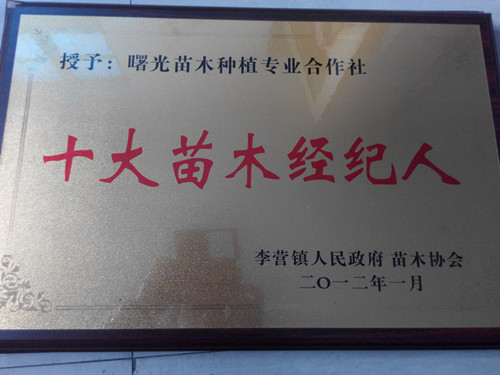 授予：曙光苗木种植专业合作社
十大苗木经纪人
李营镇人民政府 苗木协会
二〇一二年一月